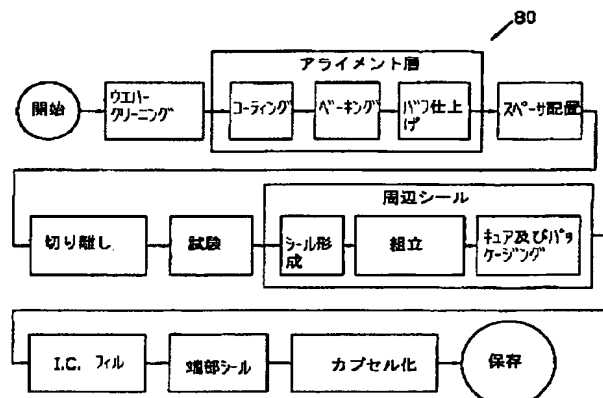 80
アライメント層
開始
ウエハー
クリーニング
コーティング
ベーキング
バフ仕上
げ
スペーサ配置
周辺シール
切り離し
試験
シール形
成
組立
キュア及びパッ
ケージング
I.C. フィル
端部シール
カプセル化
保存